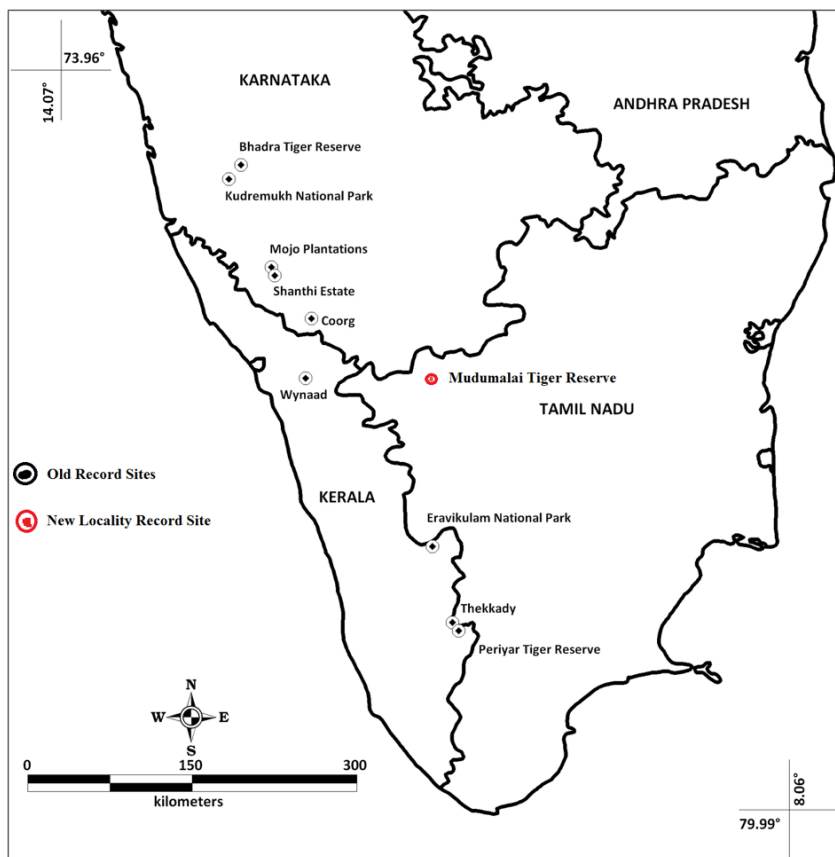 73.96°
14.07°
KARNATAKA
ANDHRA PRADESH
Bhadra Tiger Reserve
Kudremukh National Park
Mojo Plantations
Shanthi Estate
Coorg
Wynaad
Mudumalai Tiger Reserve
TAMIL NADU
Old Record Sites
KERALA
New Locality Record Site
Eravikulam National Park
Thekkady
Periyar Tiger Reserve
N
W E
S
0 150 300
kilometers
8.06°
79.99°